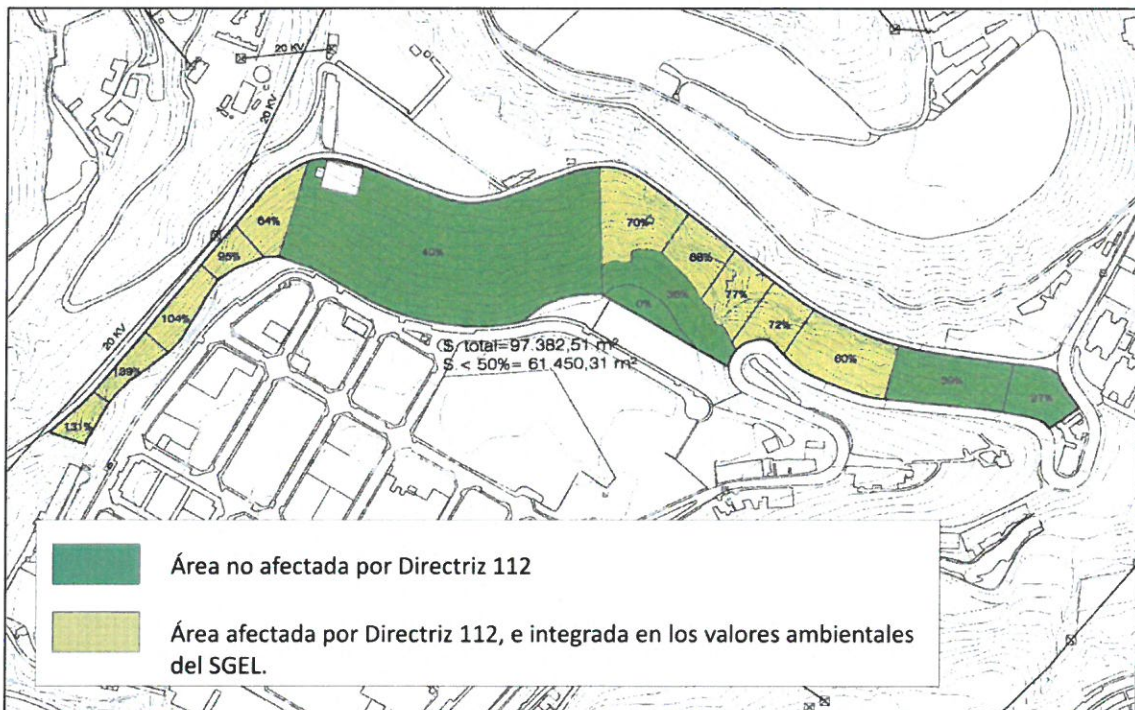 20 KV
20 KV
64%
70%
95%
40%
88%
0%
35%
77%
104%
72%
20 KV
S. total=97.382,51 m²
S. < 50%= 61.450,31 m²
60%
39%
27%
139%
131%
Área no afectada por Directriz 112
Área afectada por Directriz 112, e integrada en los valores ambientales
del SGEL.